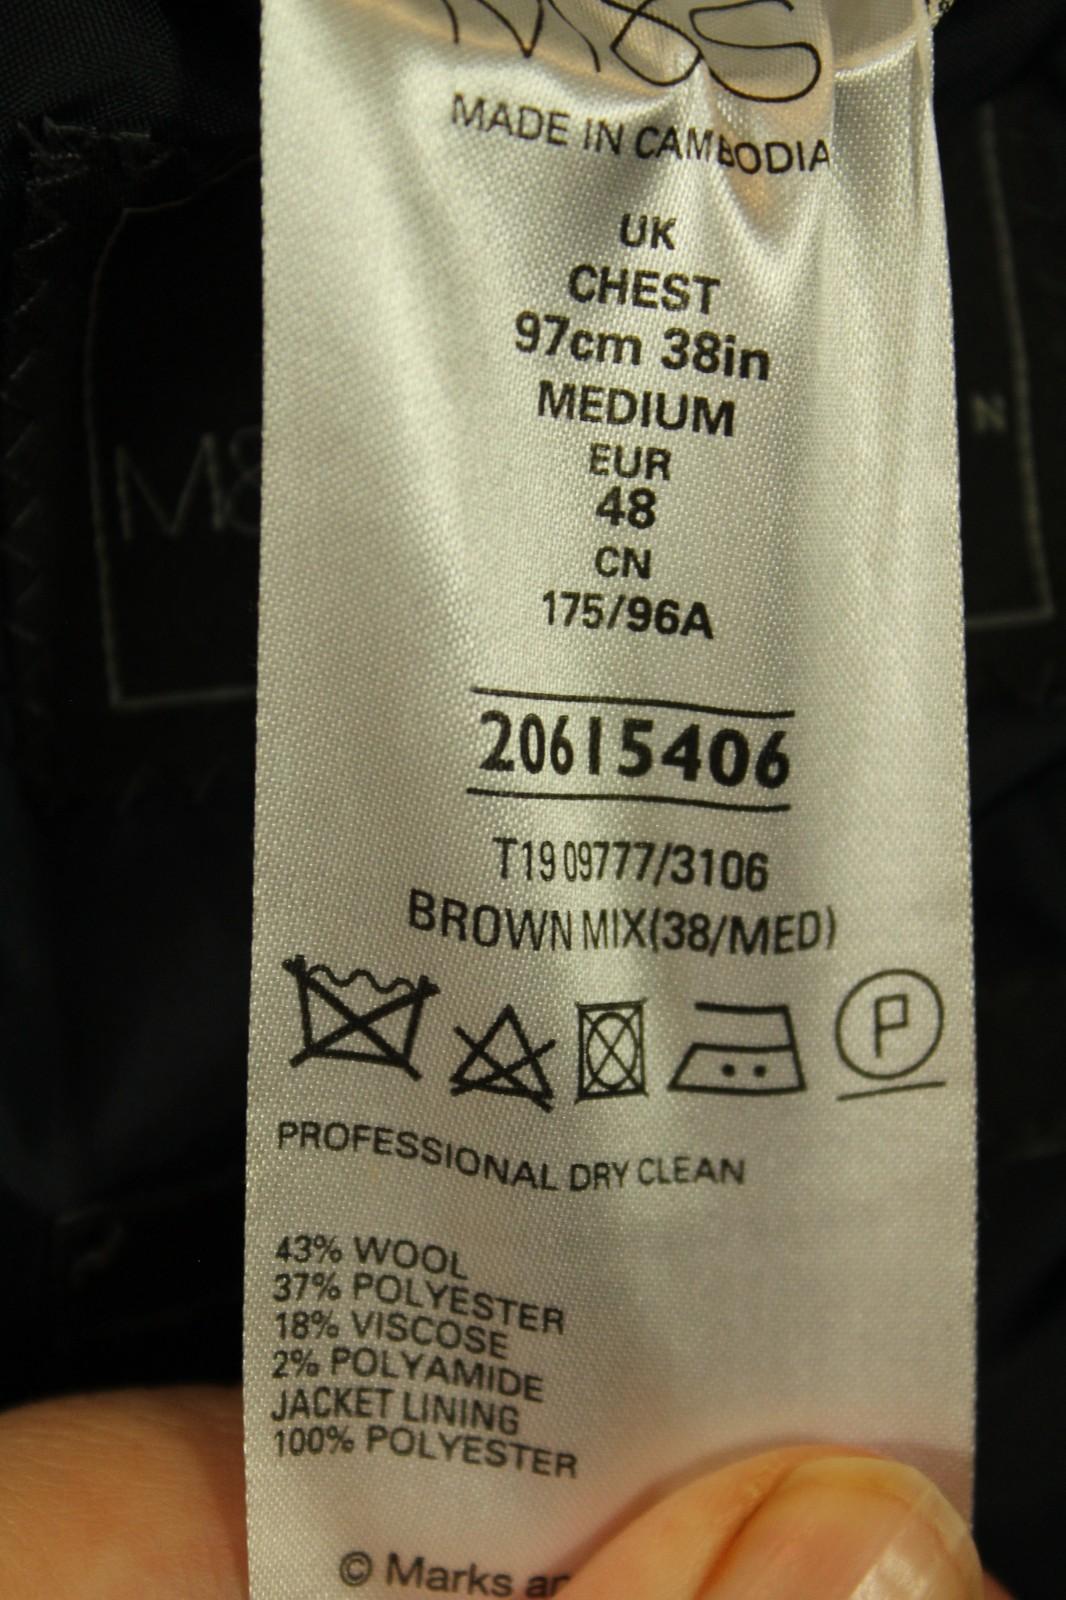 M&S
MADE IN CAMBODIA
UK
CHEST
97cm 38in
MEDIUM
EUR
48
CN
175/96A
20615406
T19 09777/3106
BROWN MIX(38/MED)
P
PROFESSIONAL DRY CLEAN
43% WOOL
37% POLYESTER
18% VISCOSE
2% POLYAMIDE
JACKET LINING
100% POLYESTER
© Marks
M&
N